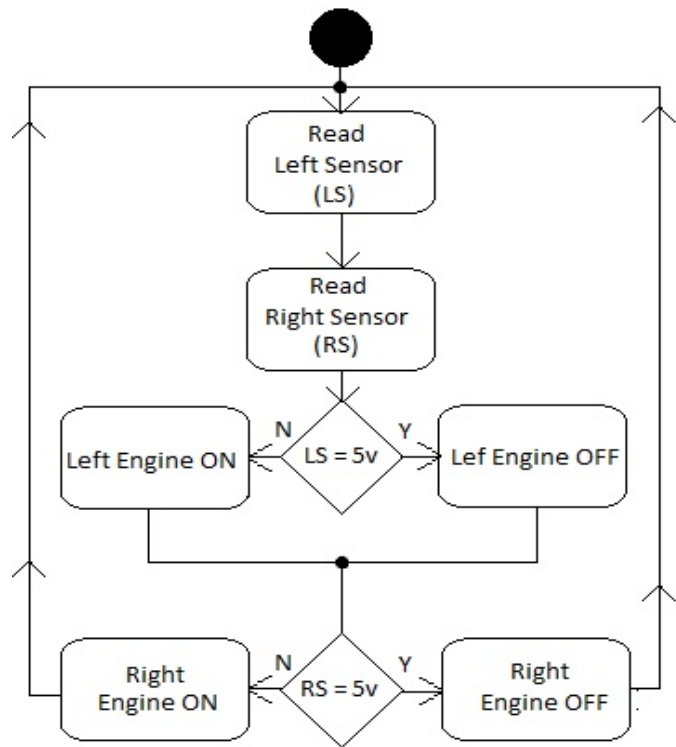 Read
Left Sensor
(LS)
Read
Right Sensor
(RS)
N
Y
Left Engine ON
LS = 5v
Lef Engine OFF
N
Y
Right
Engine ON
RS = 5v
Right
Engine OFF